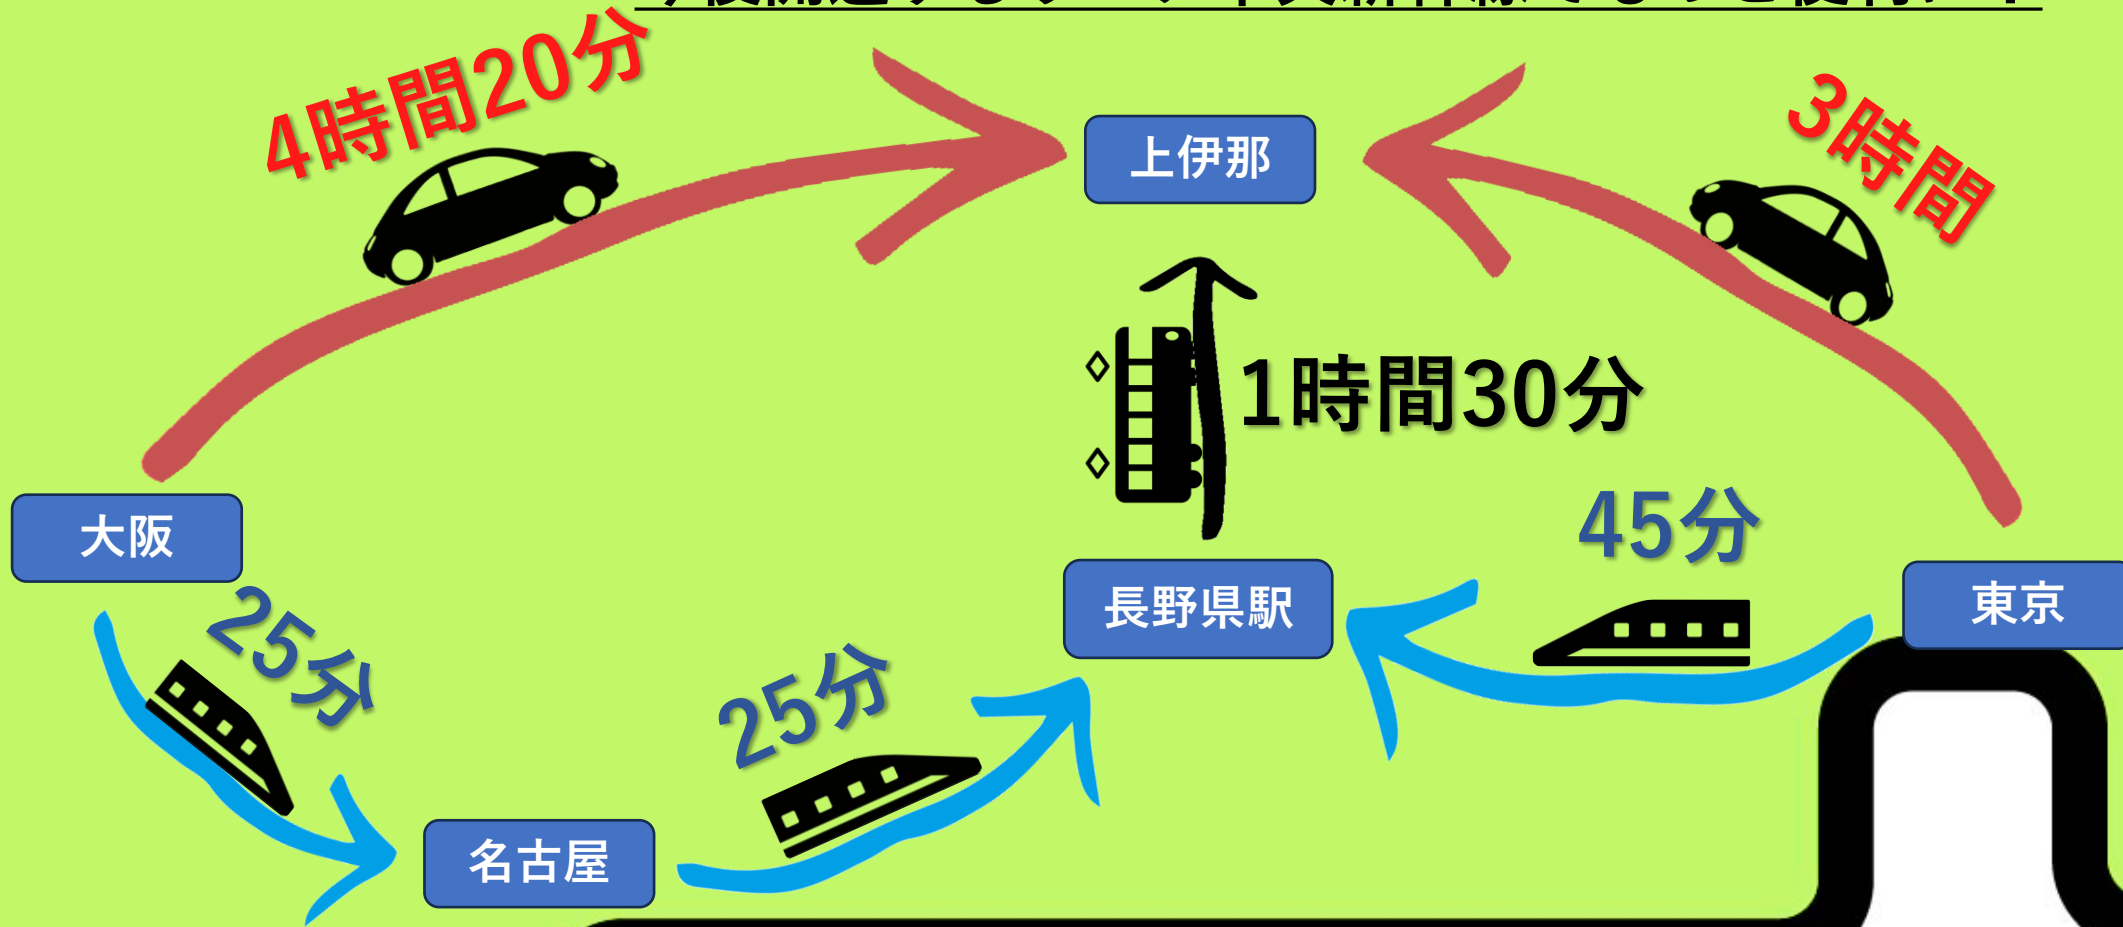 4時間20分
3時間
上伊那
1時間30分
45分
大阪
東京
長野県駅
25分
25分
名古屋